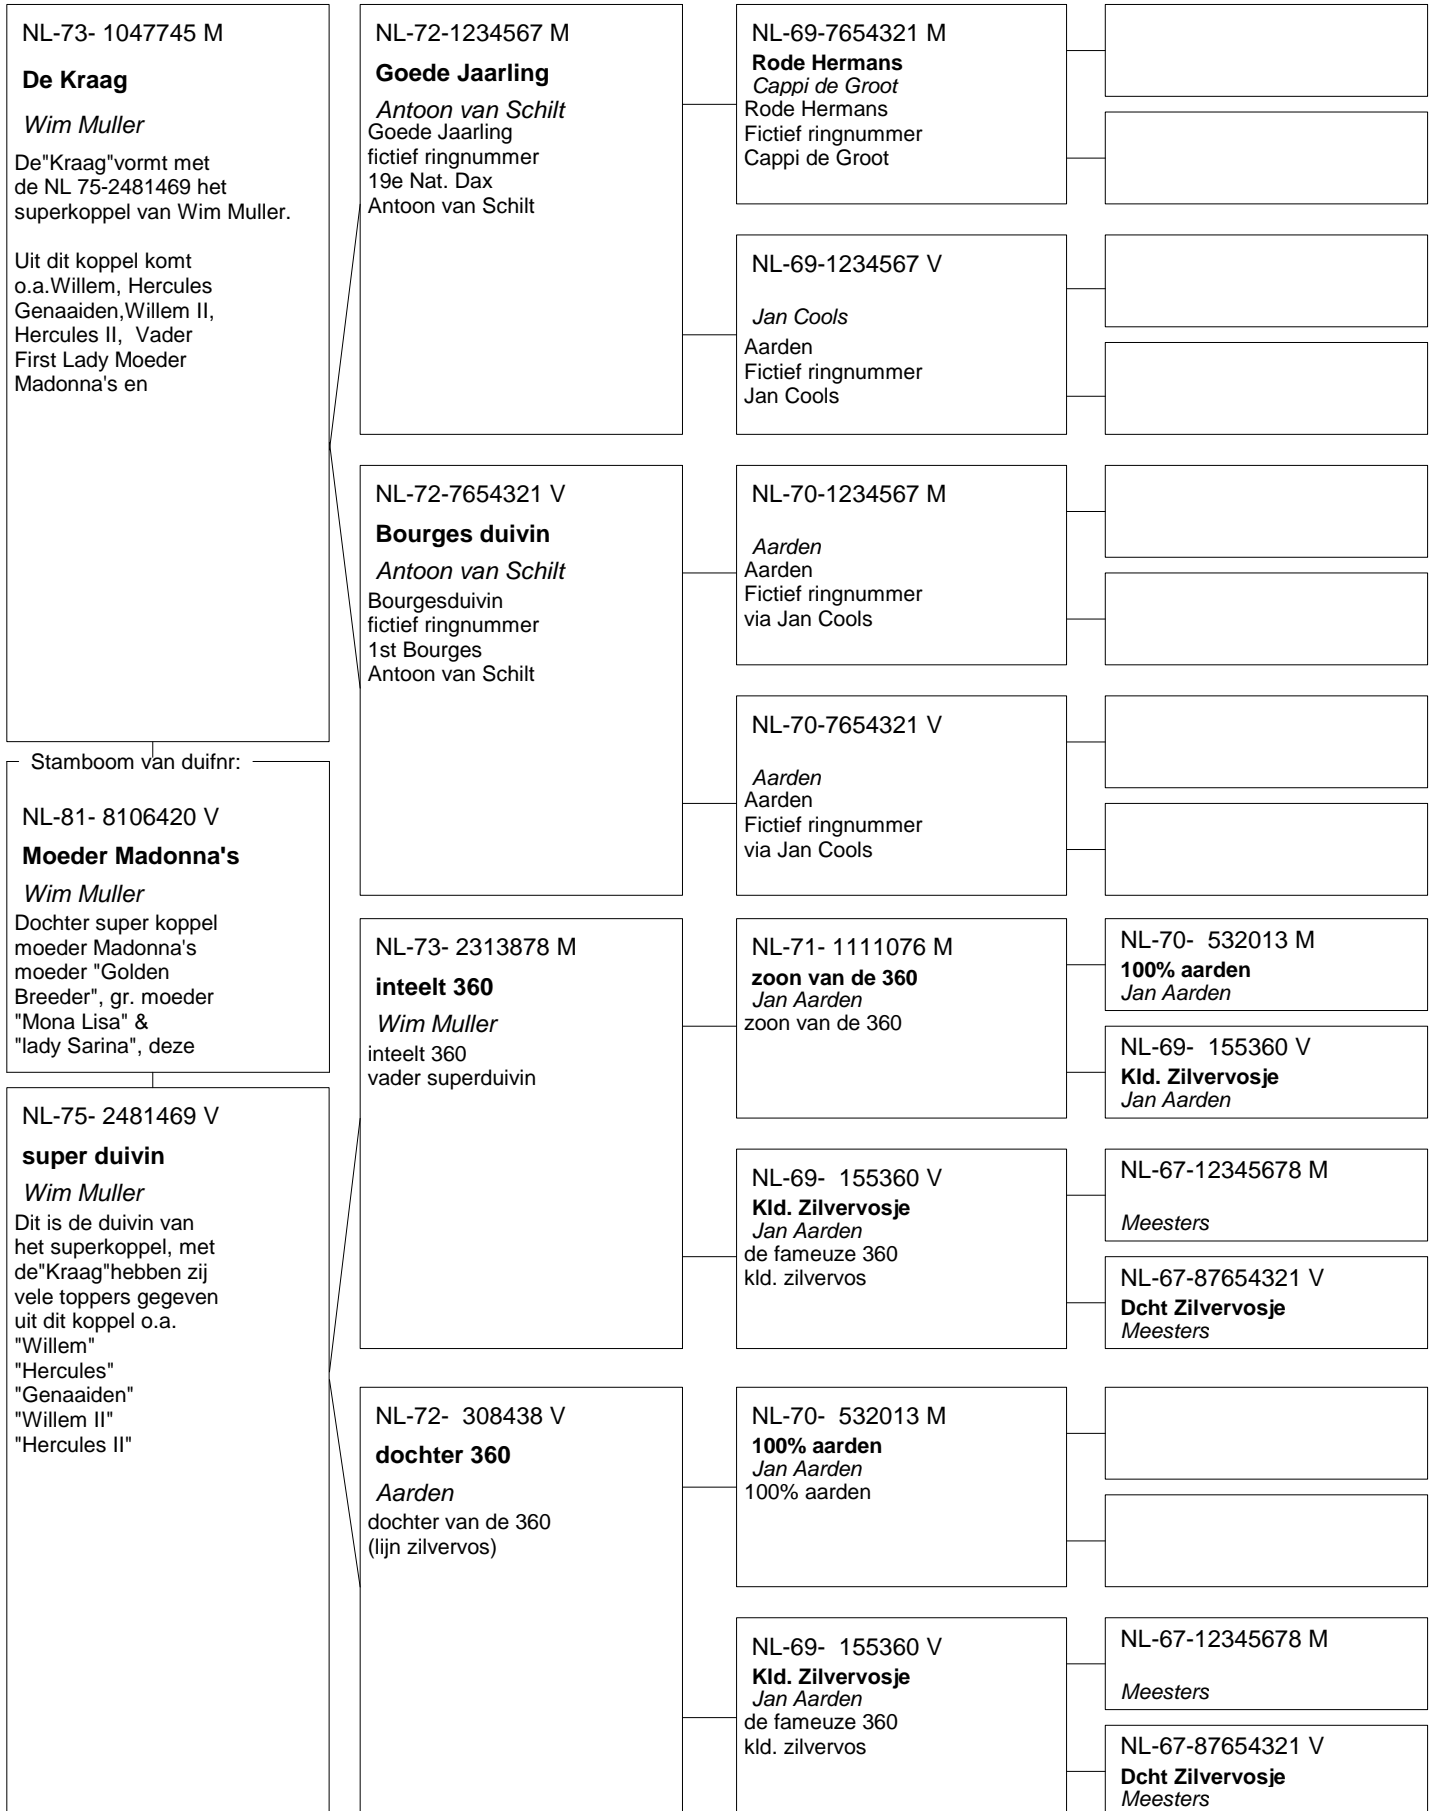 NL-73- 1047745 M
De Kraag
Wim Muller
De"Kraag"vormt met
de NL 75-2481469 het
superkoppel van Wim Muller.
Uit dit koppel komt
o.a.Willem, Hercules
Genaaiden,Willem II,
Hercules II,  Vader
First Lady Moeder
Madonna's en
Stamboom van duifnr:
NL-81- 8106420 V
Moeder Madonna's
Wim Muller
Dochter super koppel
moeder Madonna's
moeder "Golden
Breeder", gr. moeder
"Mona Lisa" &
"lady Sarina", deze
NL-75- 2481469 V
super duivin
Wim Muller
Dit is de duivin van
het superkoppel, met
de"Kraag"hebben zij
vele toppers gegeven
uit dit koppel o.a.
"Willem"
"Hercules"
"Genaaiden"
"Willem II"
"Hercules II"
NL-72-1234567 M
Goede Jaarling
Antoon van Schilt
Goede Jaarling
fictief ringnummer
19e Nat. Dax
Antoon van Schilt
NL-72-7654321 V
Bourges duivin
Antoon van Schilt
Bourgesduivin
fictief ringnummer
1st Bourges
Antoon van Schilt
NL-73- 2313878 M
inteelt 360
Wim Muller
inteelt 360
vader superduivin
NL-72-  308438 V
dochter 360
Aarden
dochter van de 360
(lijn zilvervos)
NL-69-7654321 M
Rode Hermans
Cappi de Groot
Rode Hermans
Fictief ringnummer
Cappi de Groot
NL-69-1234567 V
Jan Cools
Aarden
Fictief ringnummer
Jan Cools
NL-70-1234567 M
Aarden
Aarden
Fictief ringnummer
via Jan Cools
NL-70-7654321 V
Aarden
Aarden
Fictief ringnummer
via Jan Cools
NL-71- 1111076 M
zoon van de 360
Jan Aarden
zoon van de 360
NL-69-  155360 V
Kld. Zilvervosje
Jan Aarden
de fameuze 360
kld. zilvervos
NL-70-  532013 M
100% aarden
Jan Aarden
100% aarden
NL-69-  155360 V
Kld. Zilvervosje
Jan Aarden
de fameuze 360
kld. zilvervos
NL-70-  532013 M
100% aarden
Jan Aarden
NL-69-  155360 V
Kld. Zilvervosje
Jan Aarden
NL-67-12345678 M
Meesters
NL-67-87654321 V
Dcht Zilvervosje
Meesters
NL-67-12345678 M
Meesters
NL-67-87654321 V
Dcht Zilvervosje
Meesters